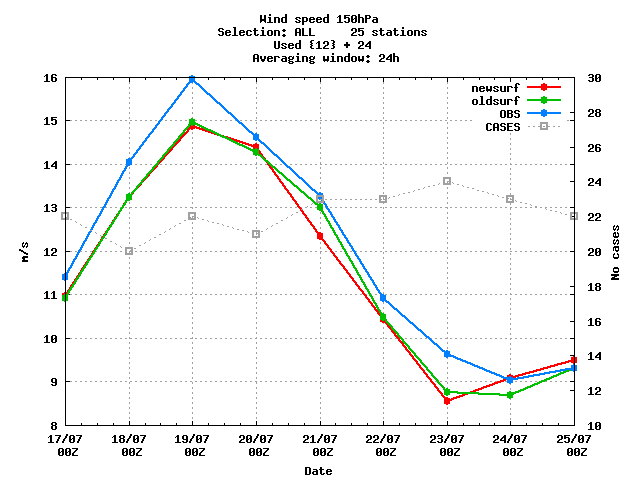 Wind speed 150hPa
Selection: ALL     25 stations
Used {12} + 24
Averaging window: 24h
newsurf
oldsurf
OBS
CASES
16
15
14
13
12
11
10
9
8
m/s
30
28
26
24
22
20
18
16
14
12
10
No cases
17/07 18/07 19/07 20/07 21/07 22/07 23/07 24/07 25/07
00Z 00Z 00Z 00Z 00Z 00Z 00Z 00Z 00Z
Date